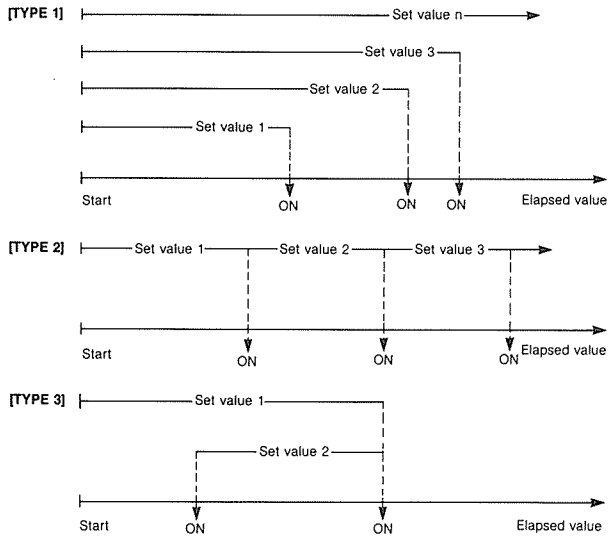 [TYPE 1]
Set value n
Set value 3
Set value 2
Set value 1
Start
ON
ON
ON
Elapsed value
[TYPE 2]
Set value 1
Set value 2
Set value 3
Start
ON
ON
ON
Elapsed value
[TYPE 3]
Set value 1
Set value 2
Start
ON
ON
Elapsed value